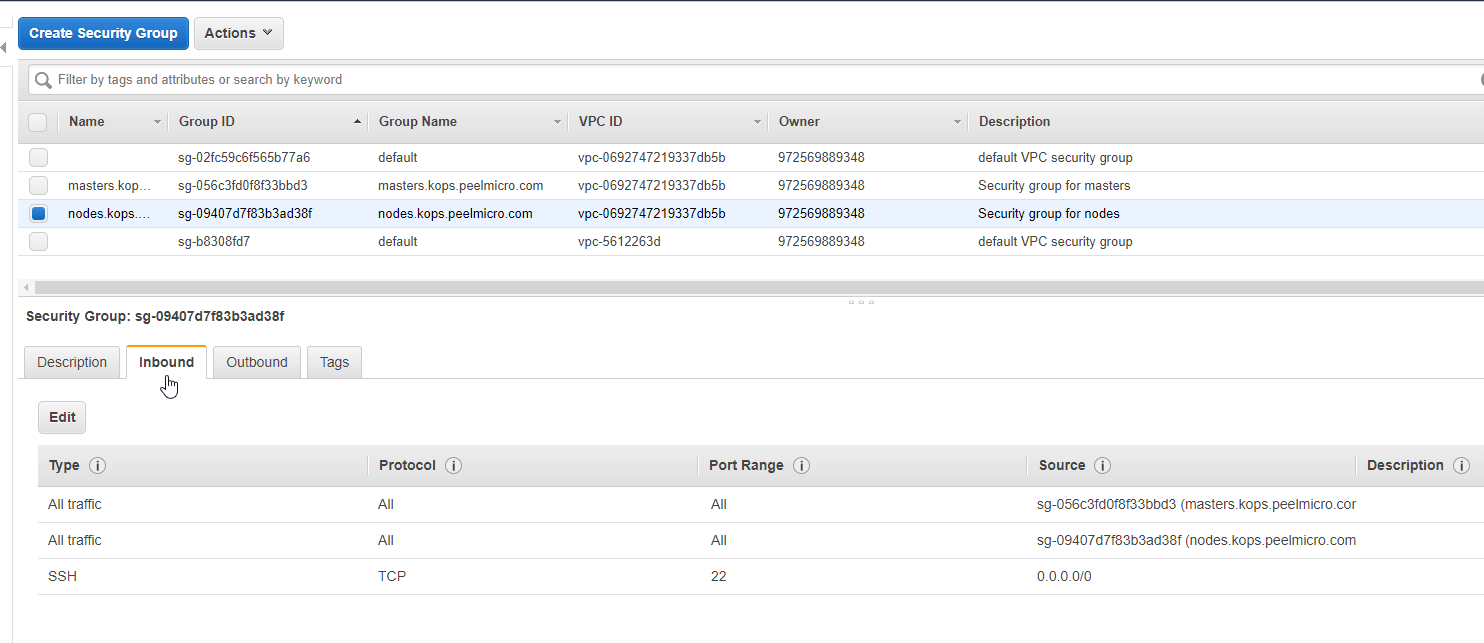 Create Security Group Actions
Filter by tags and attributes or search by keyword
Name Group ID Group Name VPC ID Owner Description
sg-02fc59c6f565b77a6 default vpc-0692747219337db5b 972569889348 default VPC security group
masters.kop... sg-056c3fd0f8f33bbd3 masters.kops.peelmicro.com vpc-0692747219337db5b 972569889348 Security group for masters
nodes.kops.... sg-09407d7f83b3ad38f nodes.kops.peelmicro.com vpc-0692747219337db5b 972569889348 Security group for nodes
sg-b8308fd7 default vpc-5612263d 972569889348 default VPC security group
Security Group: sg-09407d7f83b3ad38f
Description Inbound Outbound Tags
Edit
Type Protocol Port Range Source Description
All traffic All All sg-056c3fd0f8f33bbd3 (masters.kops.peelmicro.cor
All traffic All All sg-09407d7f83b3ad38f (nodes.kops.peelmicro.com
SSH TCP 22 0.0.0.0/0